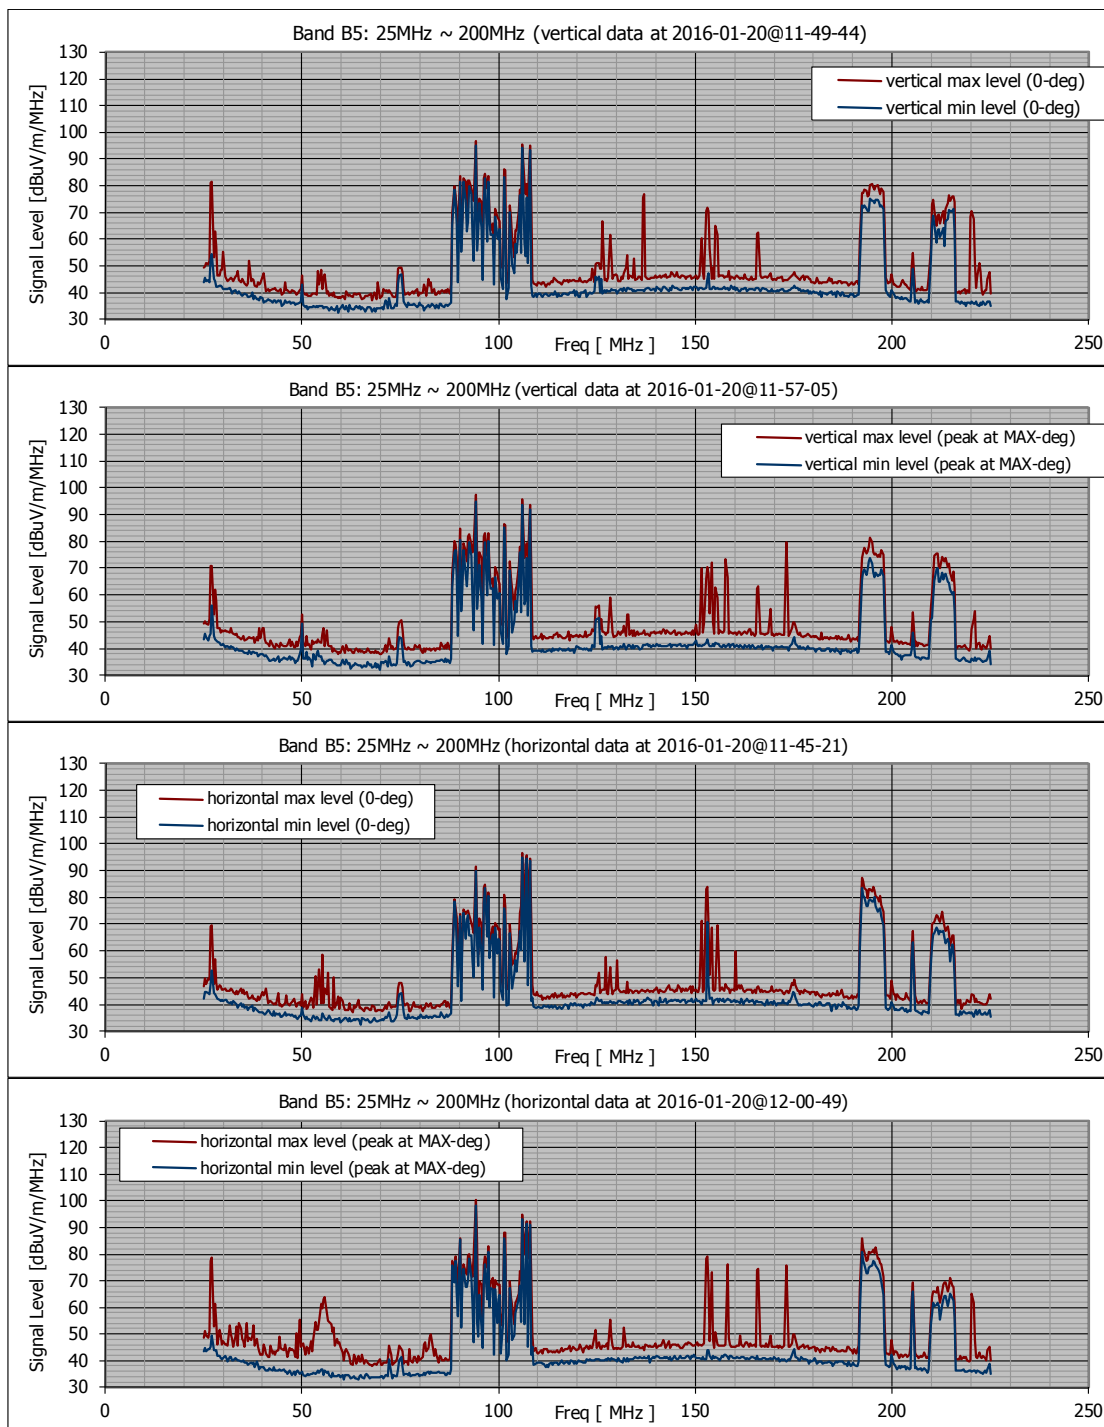 Band B5: 25MHz ~ 200MHz (vertical data at 2016-01-20@11-49-44)
Signal Level [dBuV/m/MHz]
130
120
110
100
90
80
70
60
50
40
30
vertical max level (0-deg)
vertical min level (0-deg)
0 50 100 150 200 250
Freq [ MHz ]
Band B5: 25MHz ~ 200MHz (vertical data at 2016-01-20@11-57-05)
Signal Level [dBuV/m/MHz]
130
120
110
100
90
80
70
60
50
40
30
vertical max level (peak at MAX-deg)
vertical min level (peak at MAX-deg)
0 50 100 150 200 250
Freq [ MHz ]
Band B5: 25MHz ~ 200MHz (horizontal data at 2016-01-20@11-45-21)
Signal Level [dBuV/m/MHz]
130
120
110
100
90
80
70
60
50
40
30
horizontal max level (0-deg)
horizontal min level (0-deg)
0 50 100 150 200 250
Freq [ MHz ]
Band B5: 25MHz ~ 200MHz (horizontal data at 2016-01-20@12-00-49)
Signal Level [dBuV/m/MHz]
130
120
110
100
90
80
70
60
50
40
30
horizontal max level (peak at MAX-deg)
horizontal min level (peak at MAX-deg)
0 50 100 150 200 250
Freq [ MHz ]